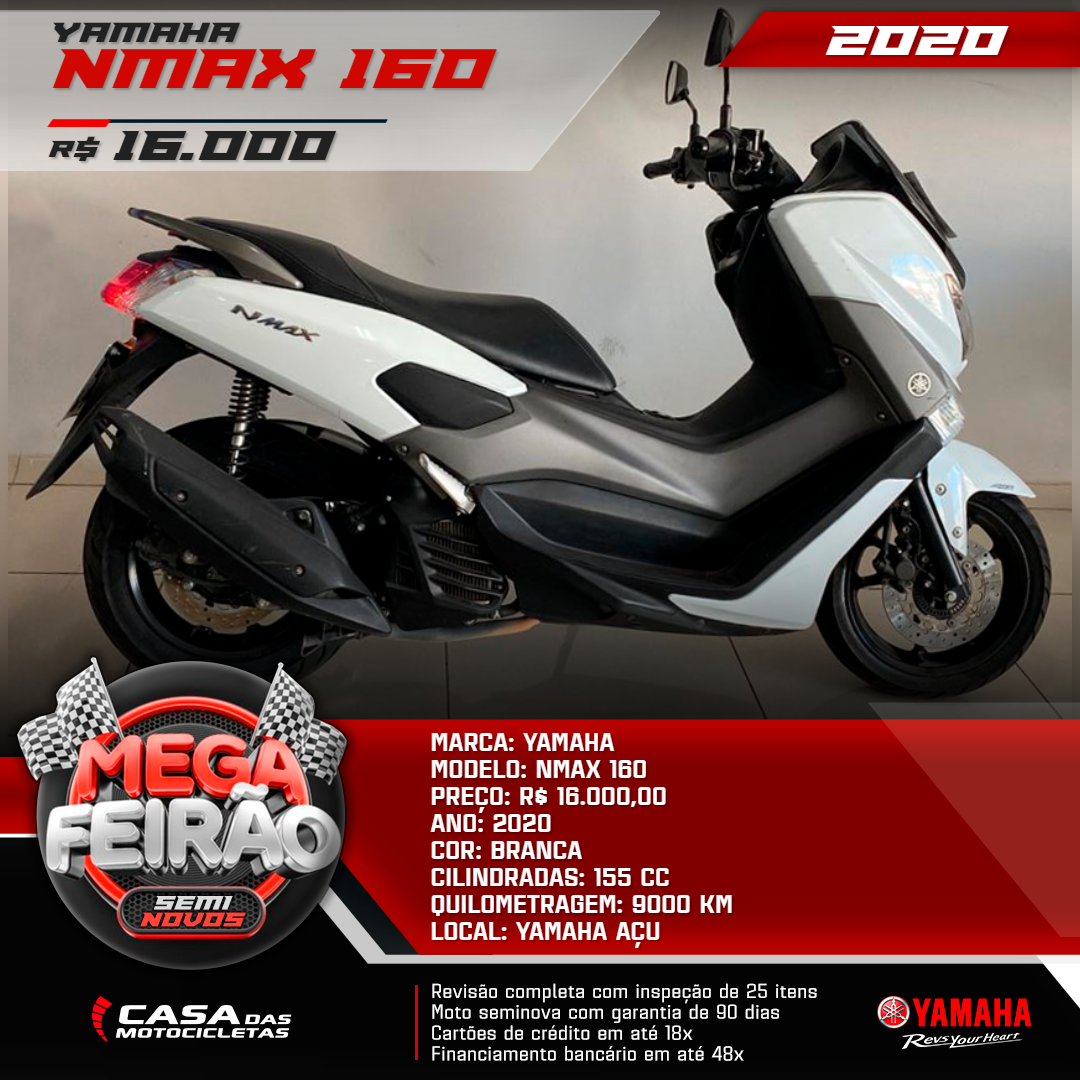 YAMAHA
NMAX 160
R$ 16.000
2020
NMAX
MEGA
FEIRÃO
SEMI
NOVOS
MARCA: YAMAHA
MODELO: NMAX 160
PREÇO: R$ 16.000,00
ANO: 2020
COR: BRANCA
CILINDRADAS: 155 CC
QUILOMETRAGEM: 9000 KM
LOCAL: YAMAHA AÇU
CASA DAS
MOTOCICLETAS
Revisão completa com inspeção de 25 itens
Moto seminova com garantia de 90 dias
Cartões de crédito em até 18x
Financiamento bancário em até 48x
YAMAHA
Revs Your Heart